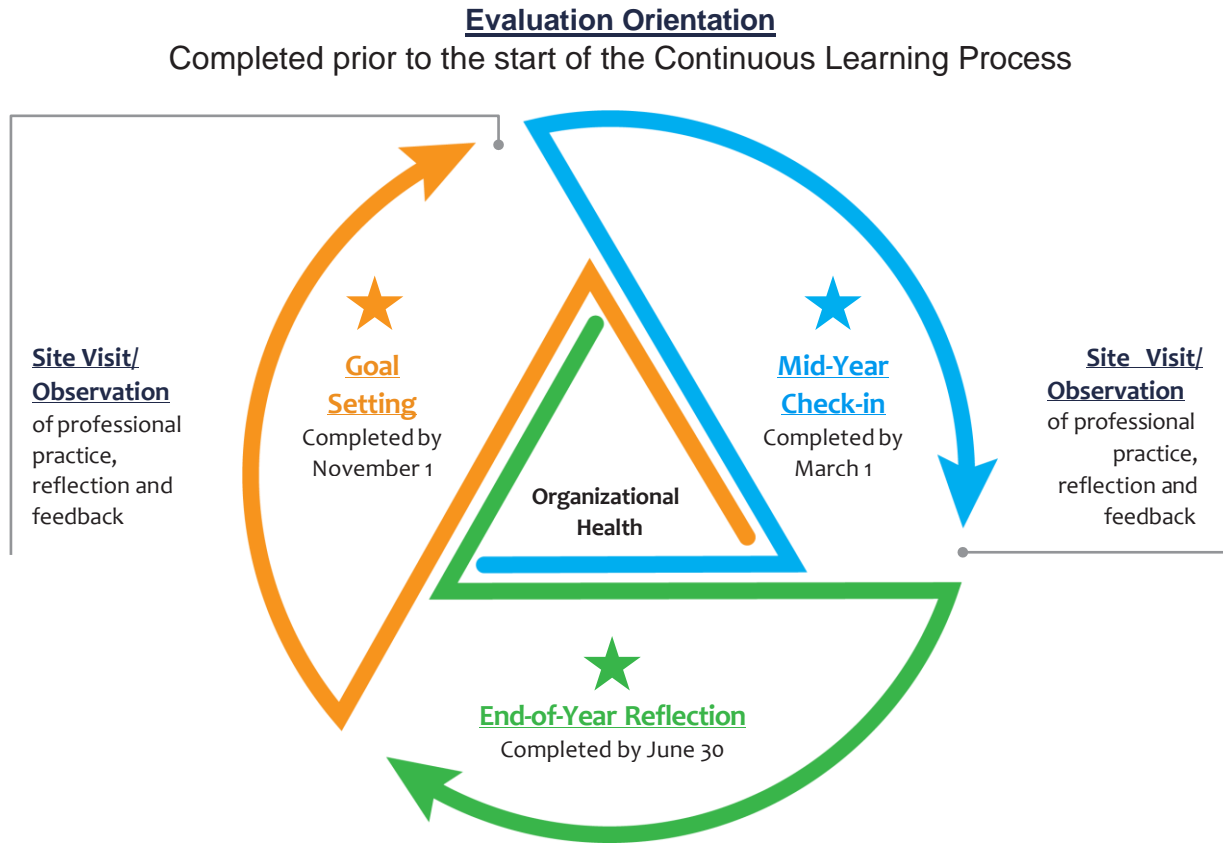 Evaluation Orientation
Completed prior to the start of the Continuous Learning Process
Site Visit/
Observation
of professional
practice,
reflection and
feedback
Goal
Setting
Completed by
November 1
Mid-Year
Check-in
Completed by
March 1
Site Visit/
Observation
of professional
practice,
reflection and
feedback
Organizational
Health
End-of-Year Reflection
Completed by June 30